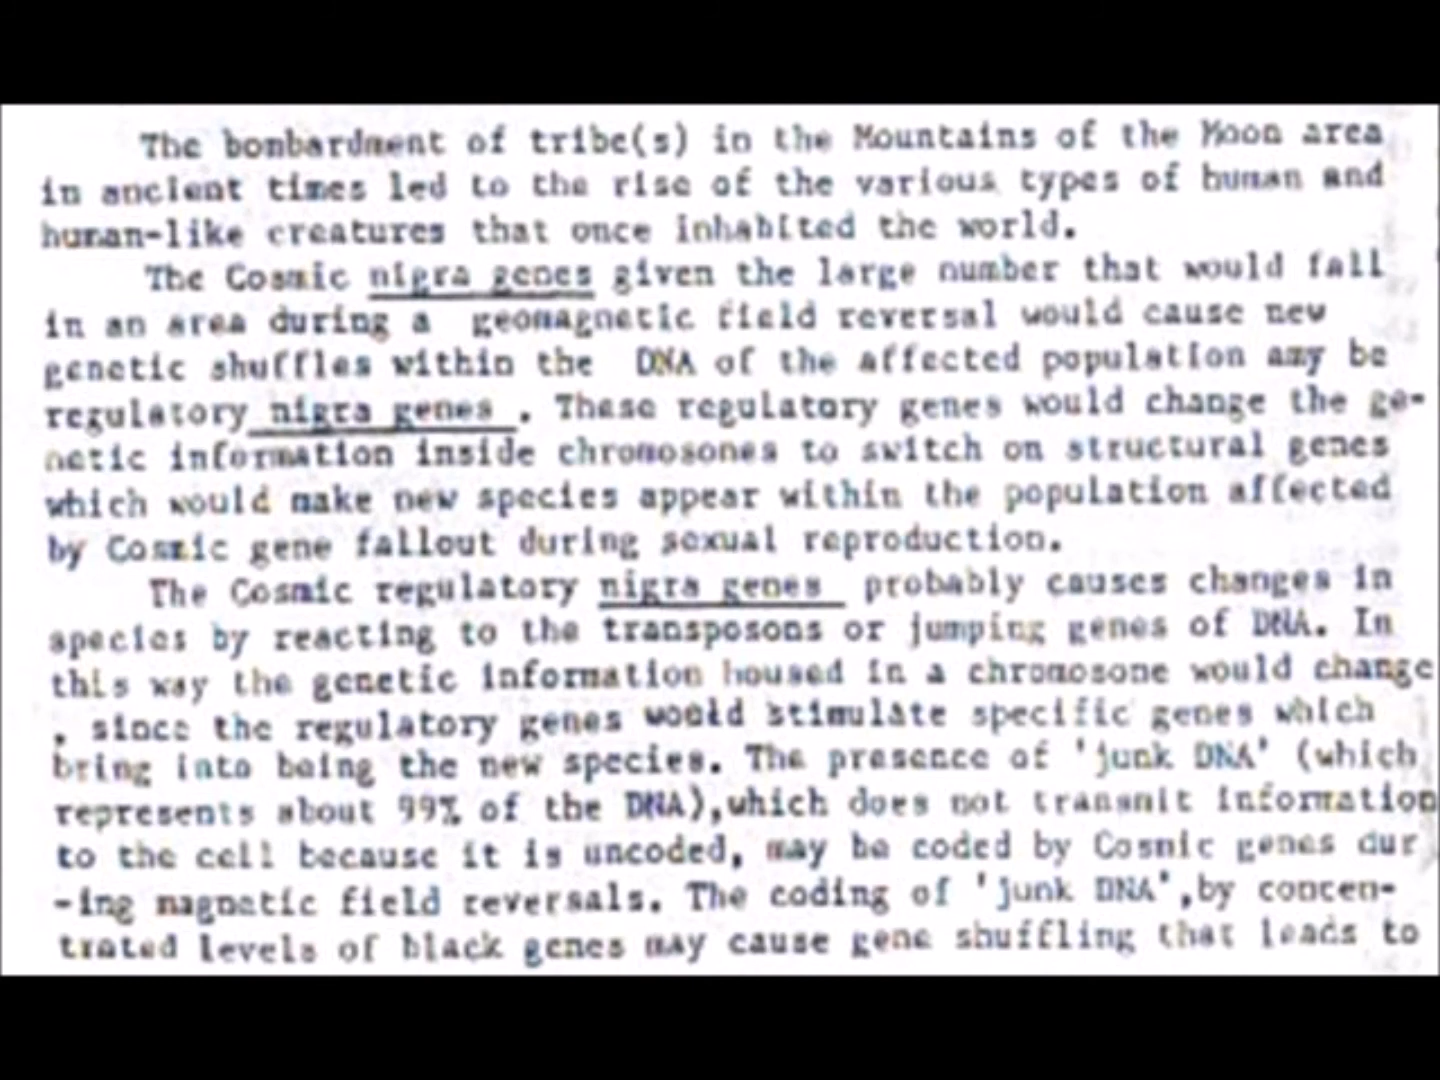 The bombardment of tribe(s) in the Mountains of the Moon area
in ancient times led to the rise of the various types of human and
human-like creatures that once inhabited the world.
The Cosmic nigra genes given the large number that would fall
in an area during a geomagnetic field reversal would cause new
genetic shuffles within the DNA of the affected population amy be
regulatory nigra genes . These regulatory genes would change the ge-
netic information inside chromosones to switch on structural genes
which would make new species appear within the population affected
by Cosmic gene fallout during sexual reproduction.
The Cosmic regulatory nigra genes probably causes changes in
species by reacting to the transposons or jumping genes of DNA. In
this way the genetic information housed in a chromosone would change
, since the regulatory genes would stimulate specific genes which
bring into being the new species. The presence of 'junk DNA' (which
represents about 99% of the DNA),which does not transmit information
to the cell because it is uncoded, may be coded by Cosmic genes dur
-ing magnetic field reversals. The coding of 'junk DNA',by concen-
trated levels of black genes may cause gene shuffling that leads to